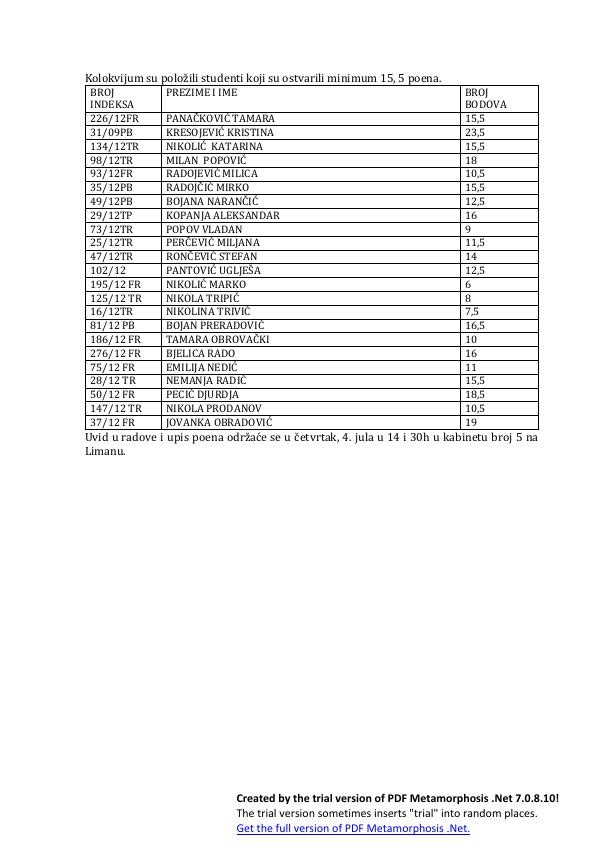 Kolokvijum su položili studenti koji su ostvarili minimum 15, 5 poena.
BROJ INDEKSA PREZIME I IME BROJ BODOVA
226/12FR PANAČKOVIĆ TAMARA 15,5
31/09PB KRESOJEVIĆ KRISTINA 23,5
134/12TR NIKOLIĆ KATARINA 15,5
98/12TR MILAN POPOVIĆ 18
93/12FR RADOJEVIĆ MILICA 10,5
35/12PB RADOJČIĆ MIRKO 15,5
49/12PB BOJANA NARANČIĆ 12,5
29/12TP KOPANJA ALEKSANDAR 16
73/12TR POPOV VLADAN 9
25/12TR PERČEVIĆ MILJANA 11,5
47/12TR RONČEVIĆ STEFAN 14
102/12 PANTOVIĆ UGLJEŠA 12,5
195/12 FR NIKOLIĆ MARKO 6
125/12 TR NIKOLA TRIPIĆ 8
16/12TR NIKOLINA TRIVIĆ 7,5
81/12 PB BOJAN PRERADOVIĆ 16,5
186/12 FR TAMARA OBROVAČKI 10
276/12 FR BJELICA RADO 16
75/12 FR EMILIJA NEDIĆ 11
28/12 TR NEMANJA RADIĆ 15,5
50/12 FR PECIĆ DJURDJA 18,5
147/12 TR NIKOLA PRODANOV 10,5
37/12 FR JOVANKA OBRADOVIĆ 19
Uvid u radove i upis poena održaće se u četvrtak, 4. jula u 14 i 30h u kabinetu broj 5 na
Limanu.
Created by the trial version of PDF Metamorphosis .Net 7.0.8.10!
The trial version sometimes inserts "trial" into random places.
Get the full version of PDF Metamorphosis .Net.